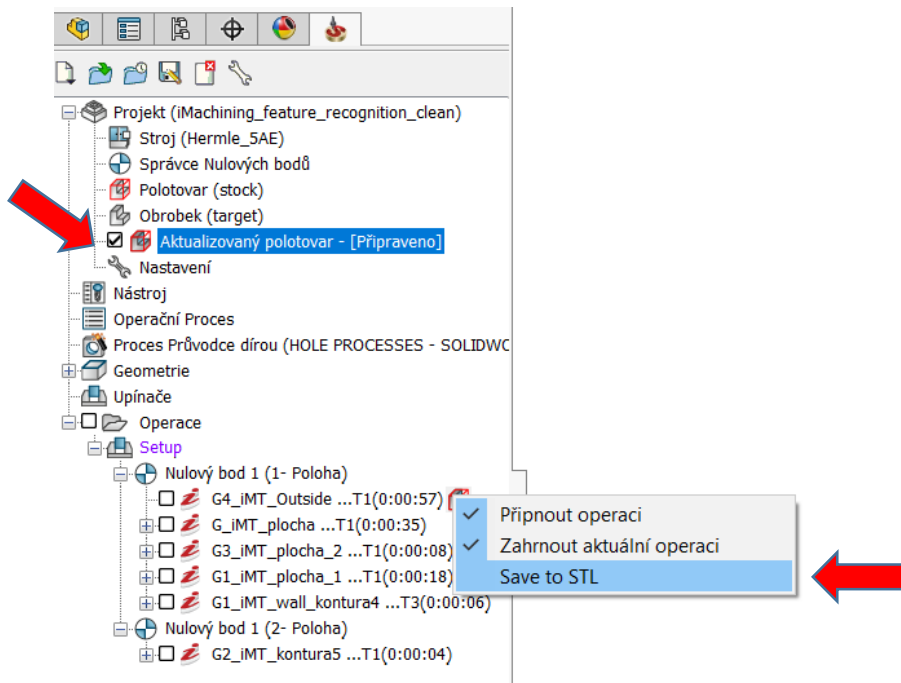 Projekt (iMachining_feature_recognition_clean)
Stroj (Hermle_5AE)
Správce Nulových bodů
Polotovar (stock)
Obrobek (target)
Aktualizovaný polotovar - [Připraveno]
Nastavení
Nástroj
Operační Proces
Proces Průvodce dírou (HOLE PROCESSES - SOLIDWC
Geometrie
Upínače
Operace
Setup
Nulový bod 1 (1- Poloha)
G4_iMT_Outside ...T1(0:00:57)
G_iMT_plocha ...T1(0:00:35)
G3_iMT_plocha_2 ...T1(0:00:08)
G1_iMT_plocha_1 ...T1(0:00:18)
G1_iMT_wall_kontura4 ...T3(0:00:06)
Nulový bod 1 (2- Poloha)
G2_iMT_kontura5 ...T1(0:00:04)
Připnout operaci
Zahrnout aktuální operaci
Save to STL